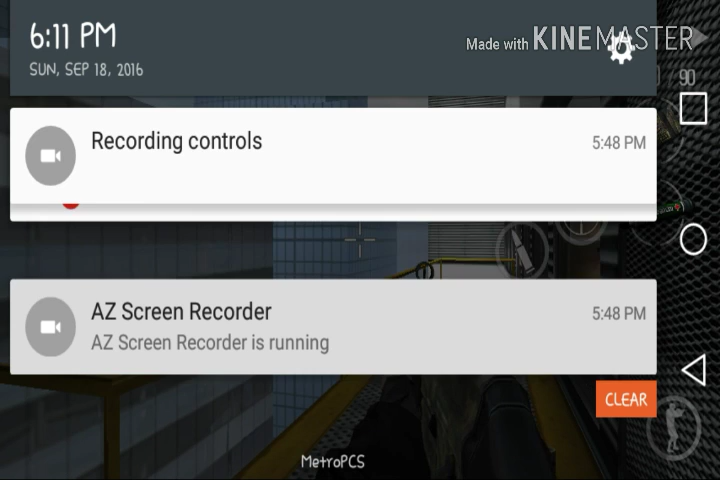 6:11 PM
SUN, SEP 18, 2016
Made with KINEMASTER
90
Recording controls
5:48 PM
AZ Screen Recorder
5:48 PM
AZ Screen Recorder is running
CLEAR
MetroPCS